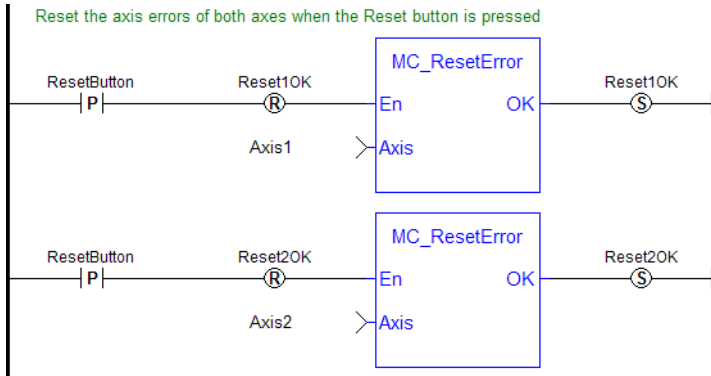 Reset the axis errors of both axes when the Reset button is pressed
MC_ResetError
ResetButton Reset1OK Reset1OK
P R En OK S
Axis1 Axis
MC_ResetError
ResetButton Reset2OK Reset2OK
P R En OK S
Axis2 Axis